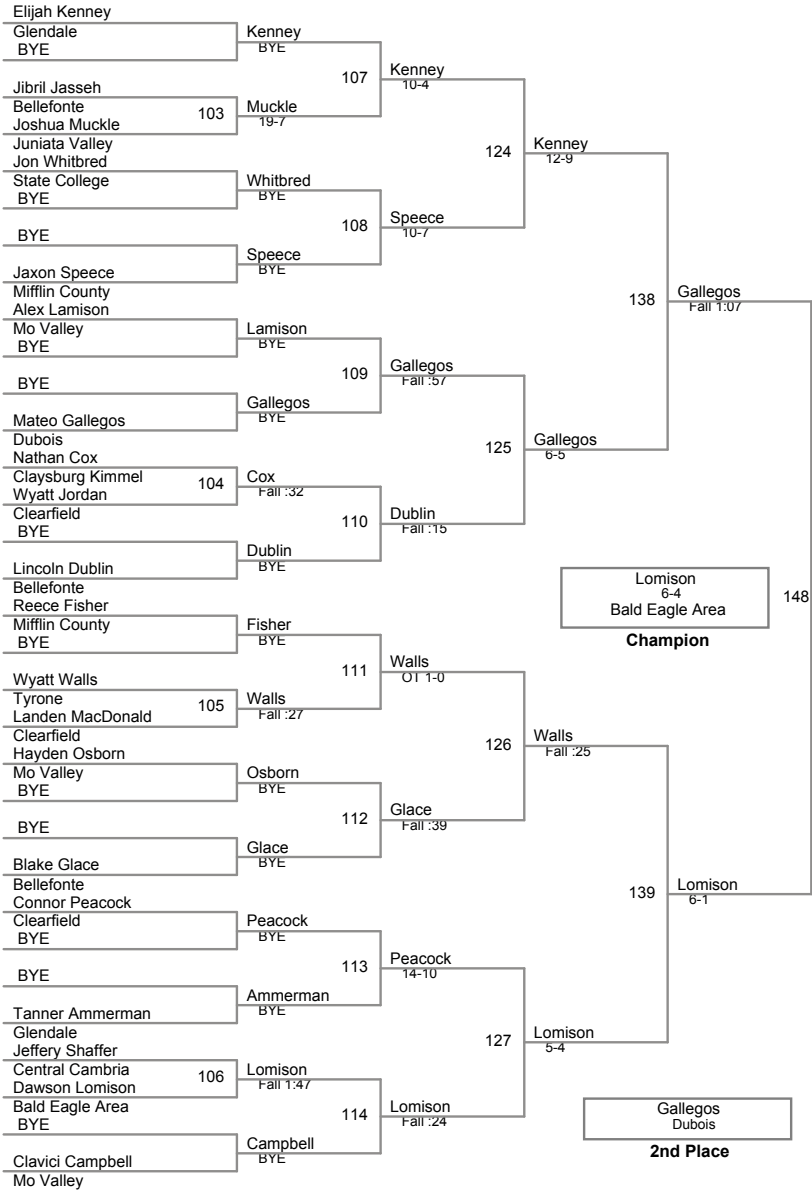 Elijah Kenney
Glendale
BYE
Jibril Jasseh
Bellefonte
Joshua Muckle
Juniata Valley
Jon Whitbred
State College
BYE
BYE
Jaxon Speece
Mifflin County
Alex Lamison
Mo Valley
BYE
BYE
Mateo Gallegos
Dubois
Nathan Cox
Claysburg Kimmel
Wyatt Jordan
Clearfield
BYE
Lincoln Dublin
Bellefonte
Reece Fisher
Mifflin County
BYE
Wyatt Walls
Tyrone
Landen MacDonald
Clearfield
Hayden Osborn
Mo Valley
BYE
BYE
Blake Glace
Bellefonte
Connor Peacock
Clearfield
BYE
BYE
Tanner Ammerman
Glendale
Jeffery Shaffer
Central Cambria
Dawson Lomison
Bald Eagle Area
BYE
Clavici Campbell
Mo Valley
103
104
105
106
Kenney
BYE
Muckle
19-7
Whitbred
BYE
Speece
BYE
Lamison
BYE
Gallegos
BYE
Cox
Fall :32
Dublin
BYE
Fisher
BYE
Walls
Fall :27
Osborn
BYE
Glace
BYE
Peacock
BYE
Ammerman
BYE
Lomison
Fall 1:47
Campbell
BYE
107
108
109
110
111
112
113
114
Kenney
10-4
Speece
10-7
Gallegos
Fall :57
Dublin
Fall :15
Walls
OT 1-0
Glace
Fall :39
Peacock
14-10
Lomison
Fall :24
124
125
126
127
Kenney
12-9
Gallegos
6-5
Walls
Fall :25
Lomison
5-4
138
139
Gallegos
Fall 1:07
Lomison
6-1
148
Lomison
6-4
Bald Eagle Area
Champion
Gallegos
Dubois
2nd Place